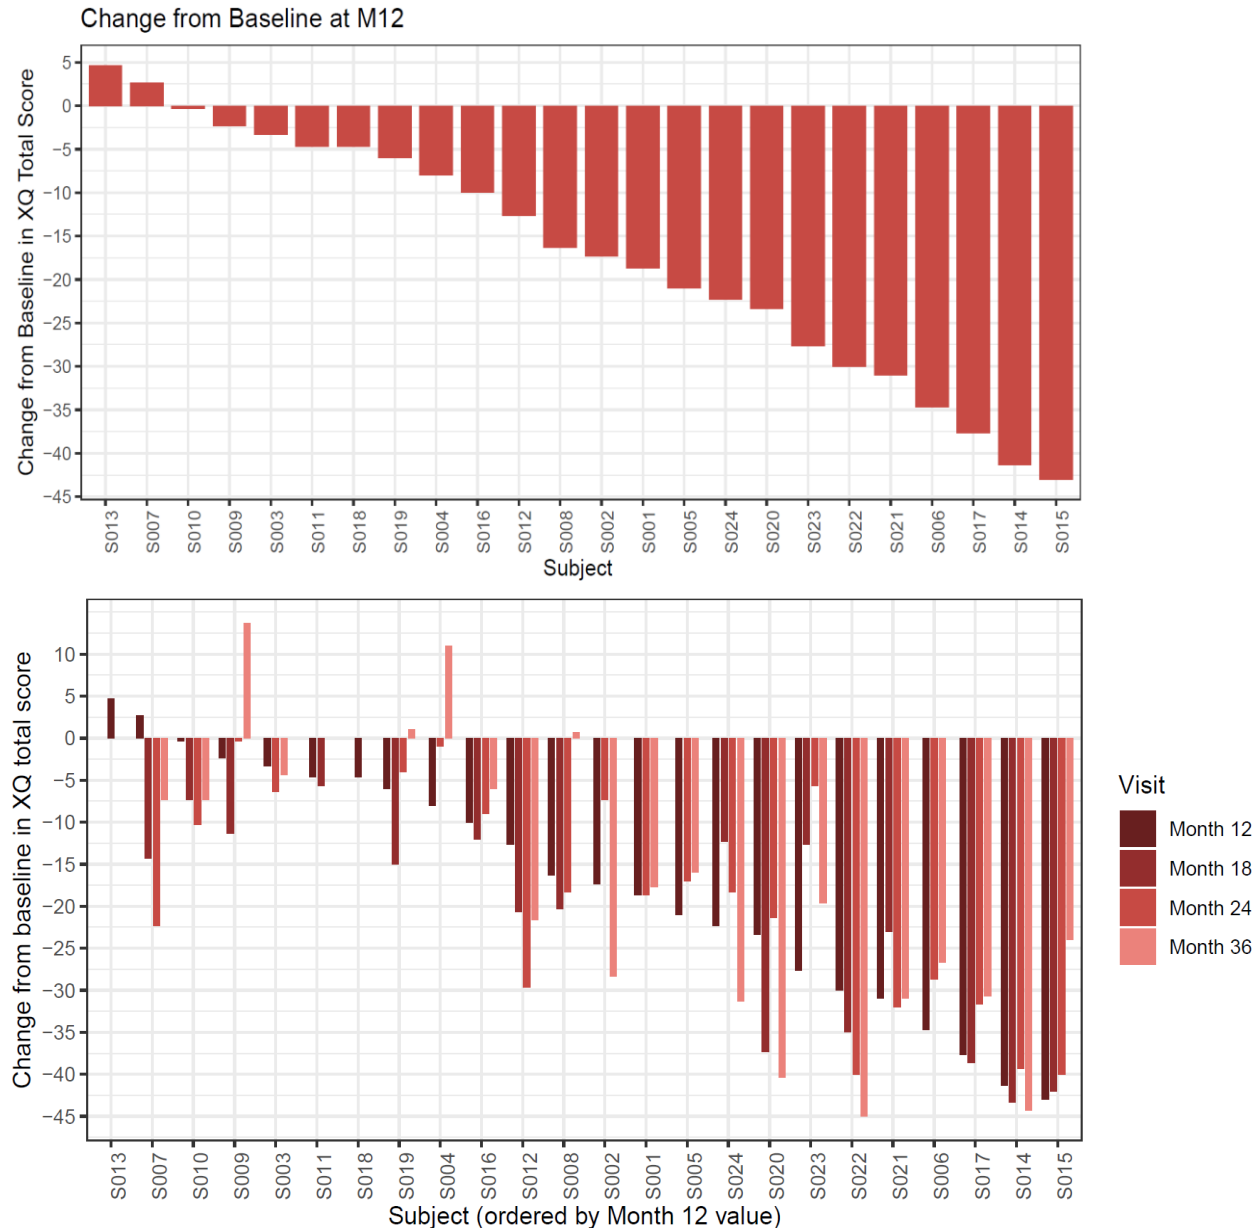 Change from Baseline at M12
Change from Baseline in XQ Total Score
5
0
−5
−10
−15
−20
−25
−30
−35
−40
−45
S013 S007 S010 S009 S003 S011 S018 S019 S004 S016 S012 S008 S002 S001 S005 S024 S020 S023 S022 S021 S006 S017 S014 S015
Subject
Change from baseline in XQ total score
10
5
0
−5
−10
−15
−20
−25
−30
−35
−40
−45
S013 S007 S010 S009 S003 S011 S018 S019 S004 S016 S012 S008 S002 S001 S005 S024 S020 S023 S022 S021 S006 S017 S014 S015
Subject (ordered by Month 12 value)
Visit
Month 12
Month 18
Month 24
Month 36